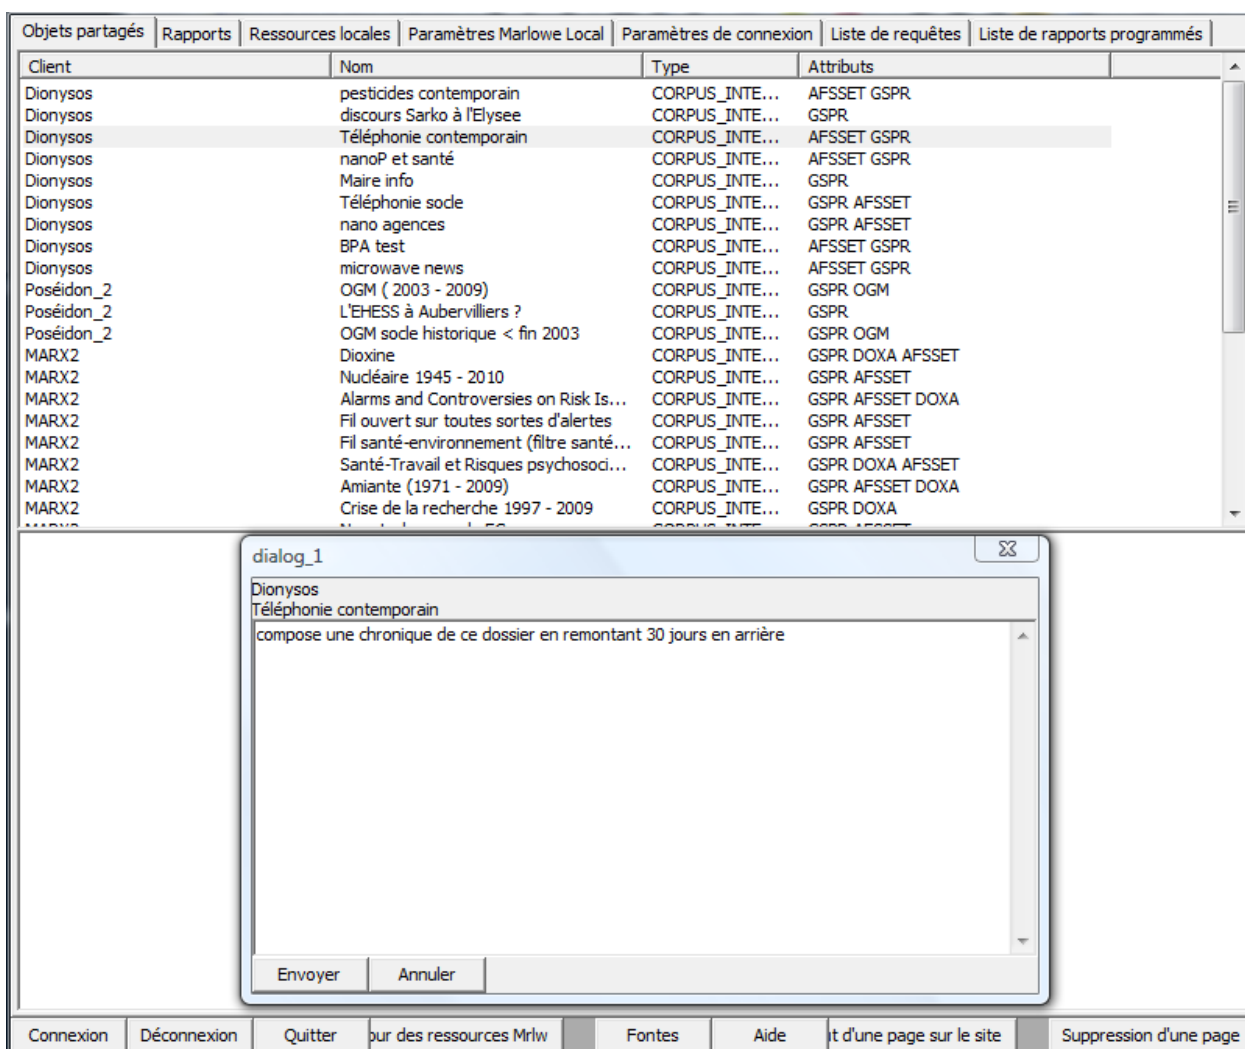 Objets partagés Rapports Ressources locales Paramètres Marlowe Local Paramètres de connexion Liste de requêtes Liste de rapports programmés
Client Nom Type Attributs
Dionysos pesticides contemporain CORPUS_INTE... AFSSET GSPR
Dionysos discours Sarko à l'Elysee CORPUS_INTE... GSPR
Dionysos Téléphonie contemporain CORPUS_INTE... AFSSET GSPR
Dionysos nanoP et santé CORPUS_INTE... AFSSET GSPR
Dionysos Maire info CORPUS_INTE... GSPR
Dionysos Téléphonie socle CORPUS_INTE... GSPR AFSSET
Dionysos nano agences CORPUS_INTE... GSPR AFSSET
Dionysos BPA test CORPUS_INTE... AFSSET GSPR
Dionysos microwave news CORPUS_INTE... AFSSET GSPR
Poséidon_2 OGM ( 2003 - 2009) CORPUS_INTE... GSPR OGM
Poséidon_2 L'EHESS à Aubervilliers ? CORPUS_INTE... GSPR
Poséidon_2 OGM socle historique < fin 2003 CORPUS_INTE... GSPR OGM
MARX2 Dioxine CORPUS_INTE... GSPR DOXA AFSSET
MARX2 Nucléaire 1945 - 2010 CORPUS_INTE... GSPR AFSSET
MARX2 Alarms and Controversies on Risk Is... CORPUS_INTE... GSPR AFSSET DOXA
MARX2 Fil ouvert sur toutes sortes d'alertes CORPUS_INTE... GSPR AFSSET
MARX2 Fil santé-environnement (filtre santé... CORPUS_INTE... GSPR AFSSET
MARX2 Santé-Travail et Risques psychosoci... CORPUS_INTE... GSPR DOXA AFSSET
MARX2 Amiante (1971 - 2009) CORPUS_INTE... GSPR AFSSET DOXA
MARX2 Crise de la recherche 1997 - 2009 CORPUS_INTE... GSPR DOXA
dialog_1
Dionysos
Téléphonie contemporain
compose une chronique de ce dossier en remontant 30 jours en arrière
Envoyer Annuler
Connexion Déconnexion Quitter our des ressources Mrlw Fontes Aide t d'une page sur le site Suppression d'une page